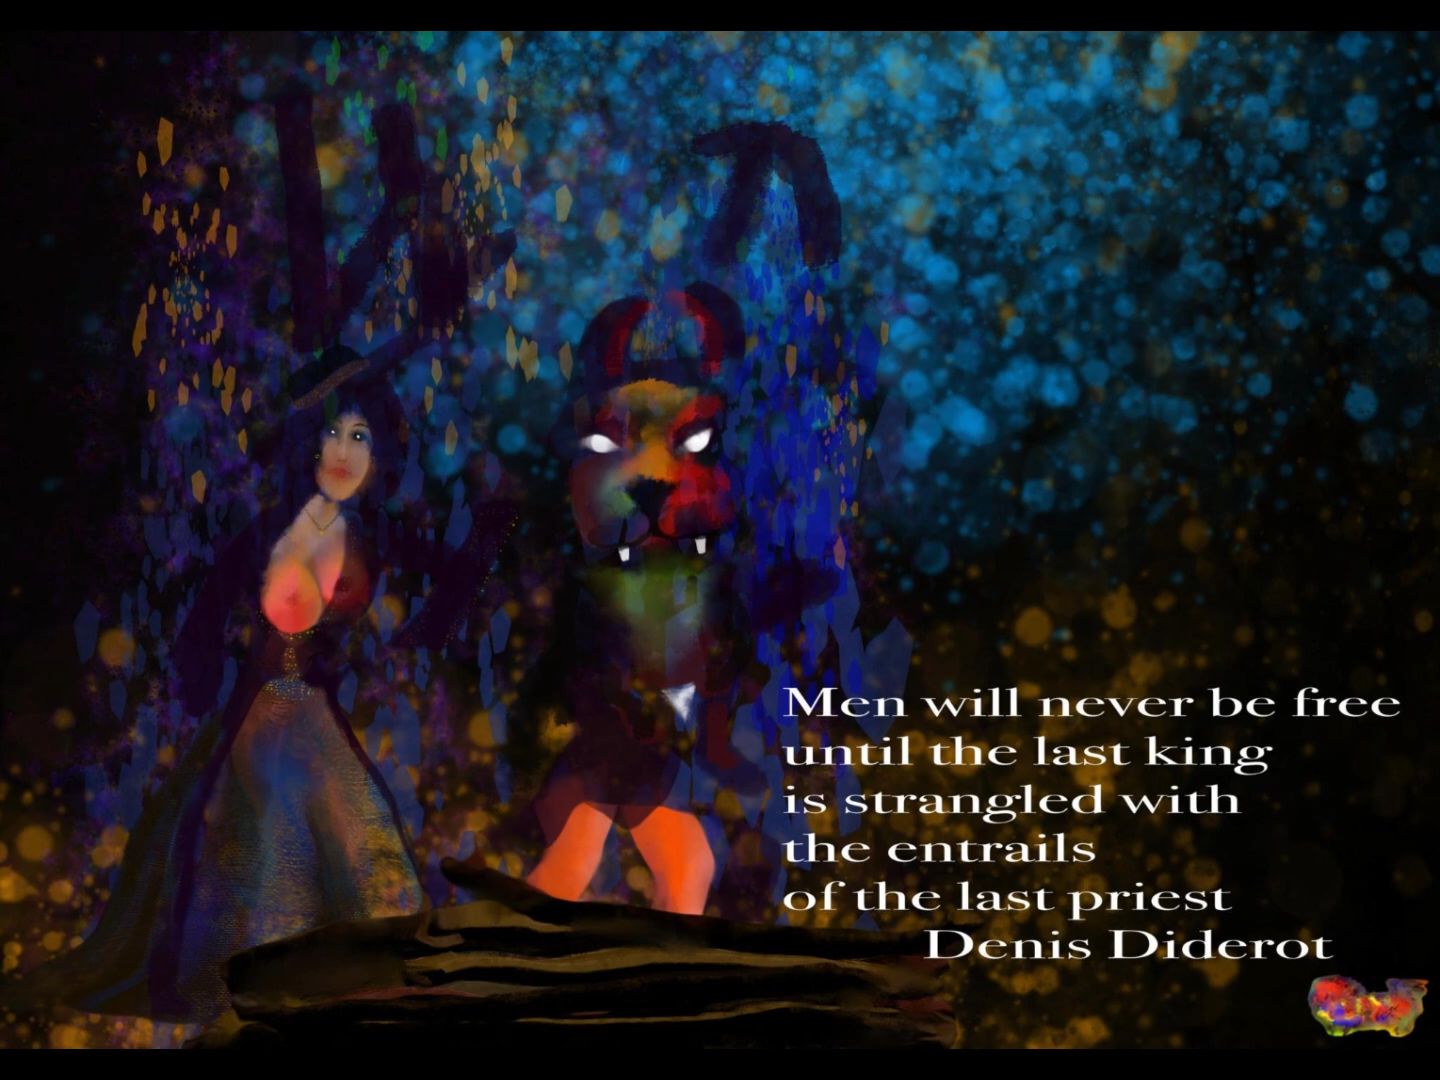 Men will never be free
until the last king
is strangled with
the entrails
of the last priest
Denis Diderot